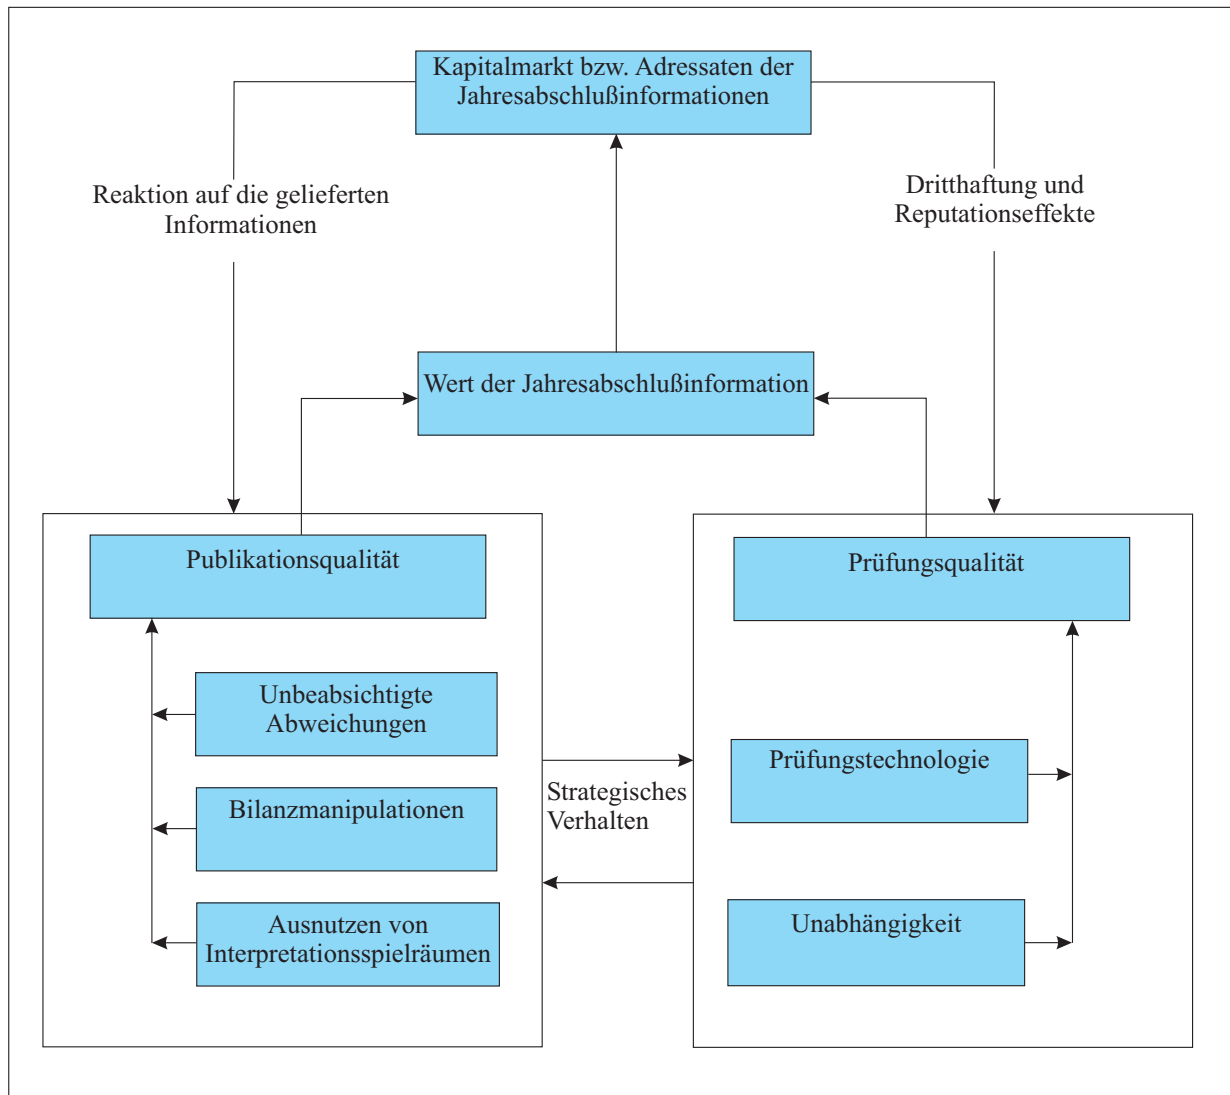 Kapitalmarkt bzw. Adressaten der
Jahresabschlußinformationen
Reaktion auf die gelieferten
Informationen
Dritthaftung und
Reputationseffekte
Wert der Jahresabschlußinformation
Publikationsqualität
Prüfungsqualität
Unbeabsichtigte
Abweichungen
Bilanzmanipulationen
Ausnutzen von
Interpretationsspielräumen
Strategisches
Verhalten
Prüfungstechnologie
Unabhängigkeit